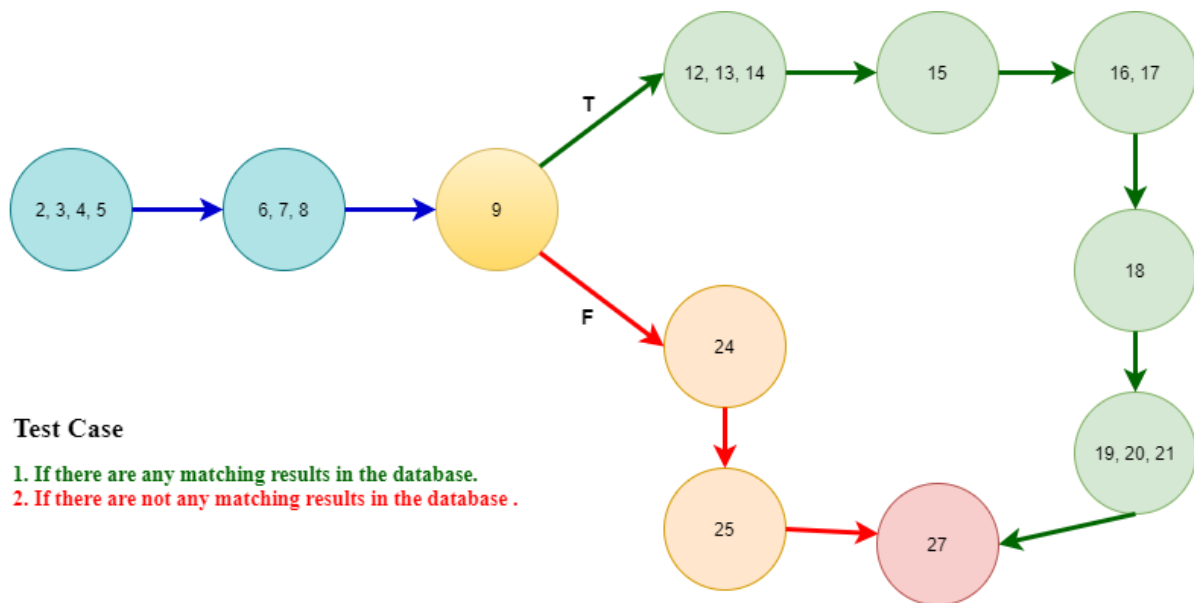 12, 13, 14
15
16, 17
T
2, 3, 4, 5
6, 7, 8
9
18
F
24
Test Case
19, 20, 21
1. If there are any matching results in the database.
2. If there are not any matching results in the database .
25
27